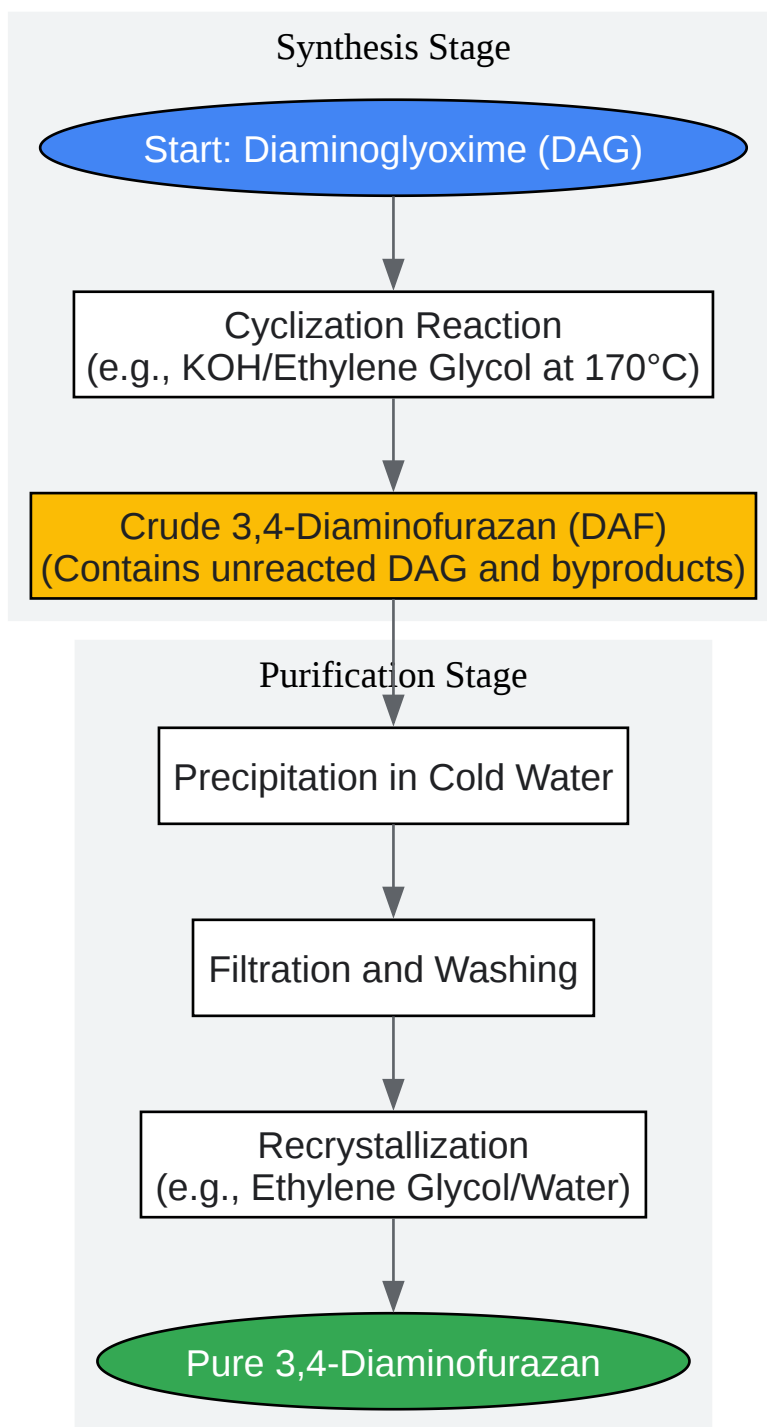 Synthesis Stage
Start: Diaminoglyoxime (DAG)
Cyclization Reaction
(e.g., KOH/Ethylene Glycol at 170°C)
Crude 3,4-Diaminofurazan (DAF)
(Contains unreacted DAG and byproducts)
Purification Stage
Precipitation in Cold Water
Filtration and Washing
Recrystallization
(e.g., Ethylene Glycol/Water)
Pure 3,4-Diaminofurazan